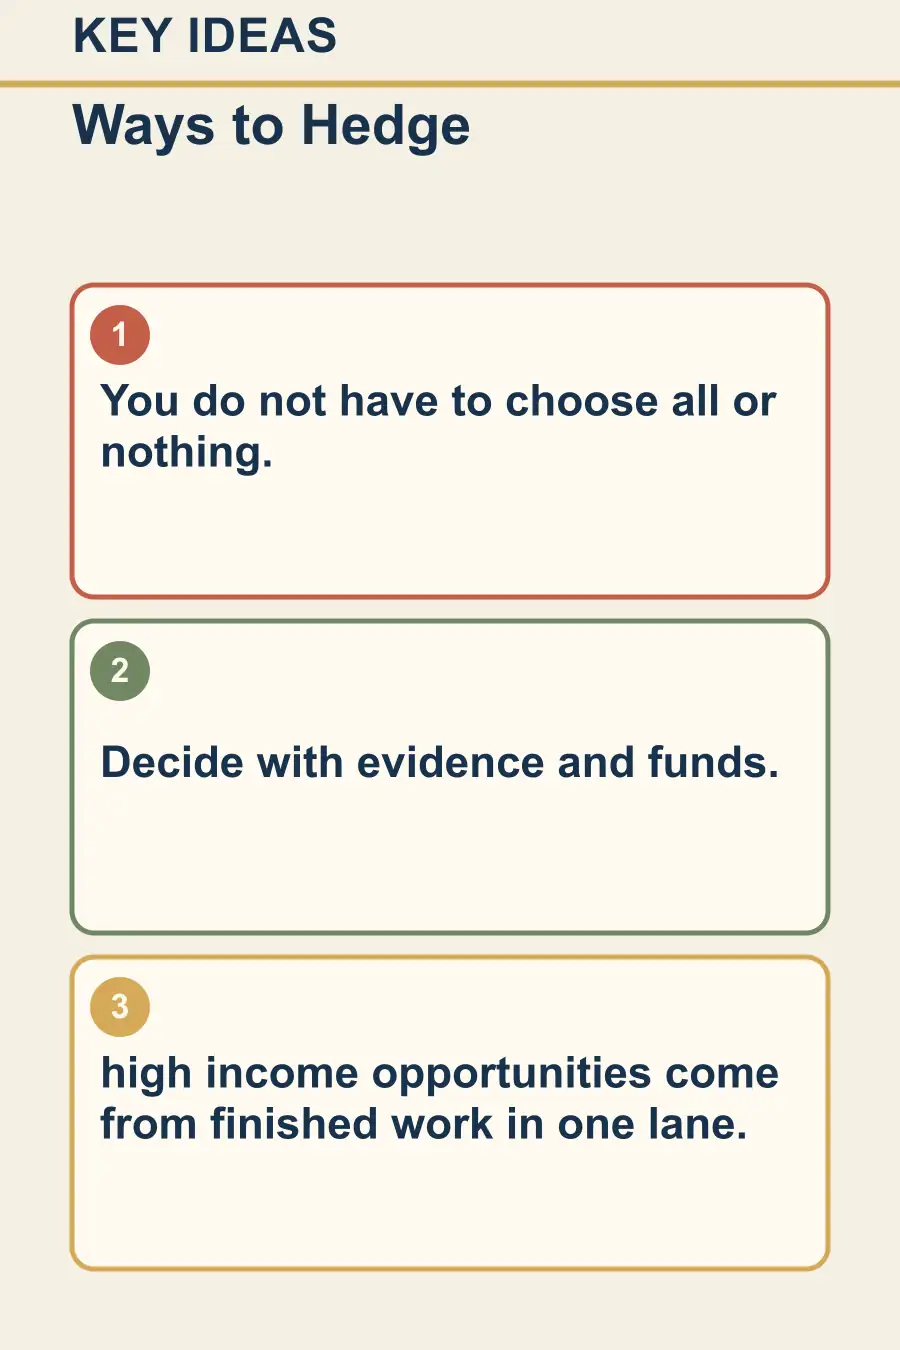 KEY IDEAS
Ways to Hedge
1
You do not have to choose all or
nothing.
2
Decide with evidence and funds.
3
high income opportunities come
from finished work in one lane.